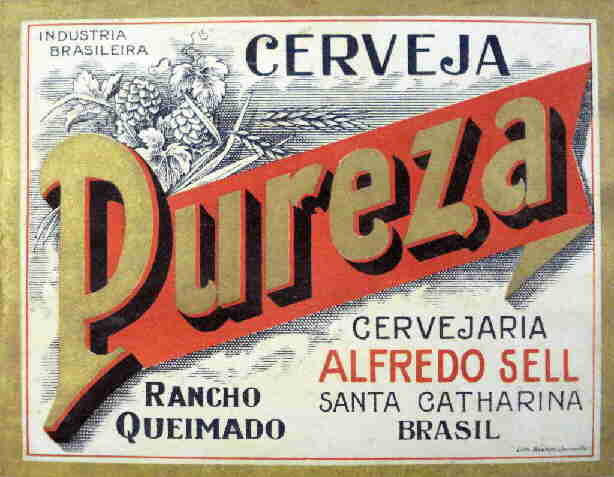 INDUSTRIA
BRASILEIRA
CERVEJA
Pureza
CERVEJARIA
ALFREDO SELL
SANTA CATHARINA
BRASIL
RANCHO
QUEIMADO